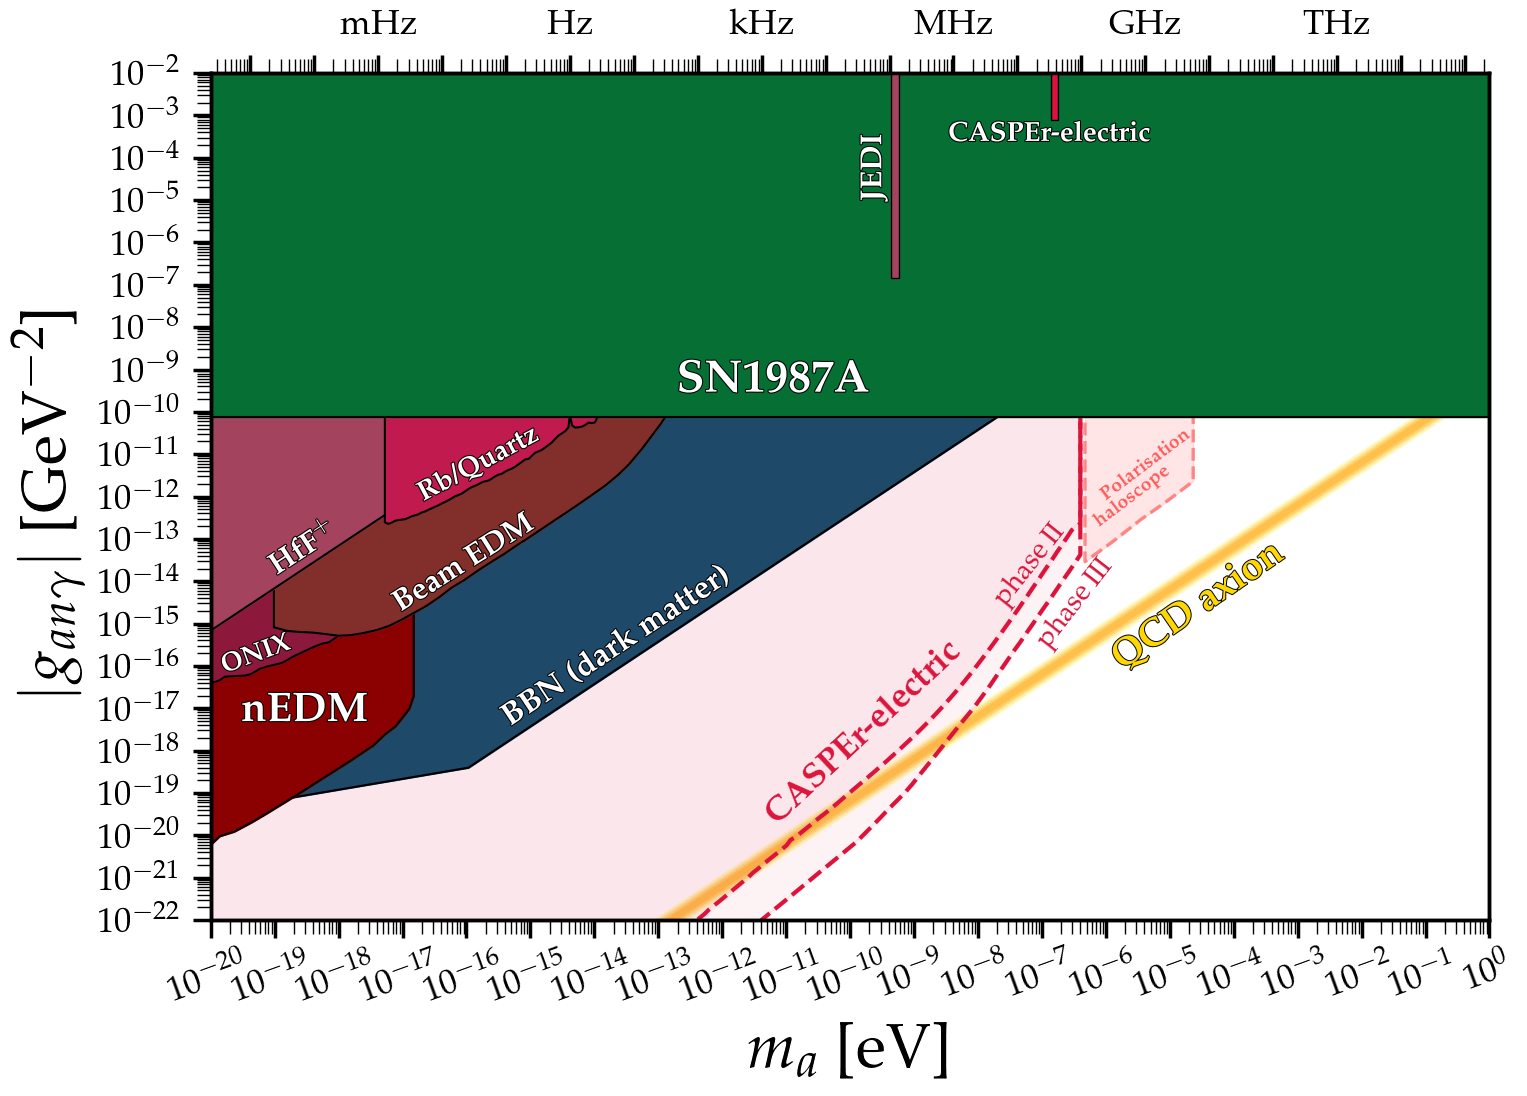 mHz Hz kHz MHz GHz THz
10⁻²
10⁻³
10⁻⁴
10⁻⁵
10⁻⁶
10⁻⁷
10⁻⁸
10⁻⁹
10⁻¹⁰
10⁻¹¹
10⁻¹²
10⁻¹³
10⁻¹⁴
10⁻¹⁵
10⁻¹⁶
10⁻¹⁷
10⁻¹⁸
10⁻¹⁹
10⁻²⁰
10⁻²¹
10⁻²²
|g_{anγ}| [GeV⁻²]
JEDI
CASPEr-electric
SN1987A
Rb/Quartz
HfF⁺
Beam EDM
ONIX
nEDM
BBN (dark matter)
CASPEr-electric
phase II
phase III
Polarisation
haloscope
QCD axion
10⁻²⁰ 10⁻¹⁹ 10⁻¹⁸ 10⁻¹⁷ 10⁻¹⁶ 10⁻¹⁵ 10⁻¹⁴ 10⁻¹³ 10⁻¹² 10⁻¹¹ 10⁻¹⁰ 10⁻⁹ 10⁻⁸ 10⁻⁷ 10⁻⁶ 10⁻⁵ 10⁻⁴ 10⁻³ 10⁻² 10⁻¹ 10⁰
m_a [eV]